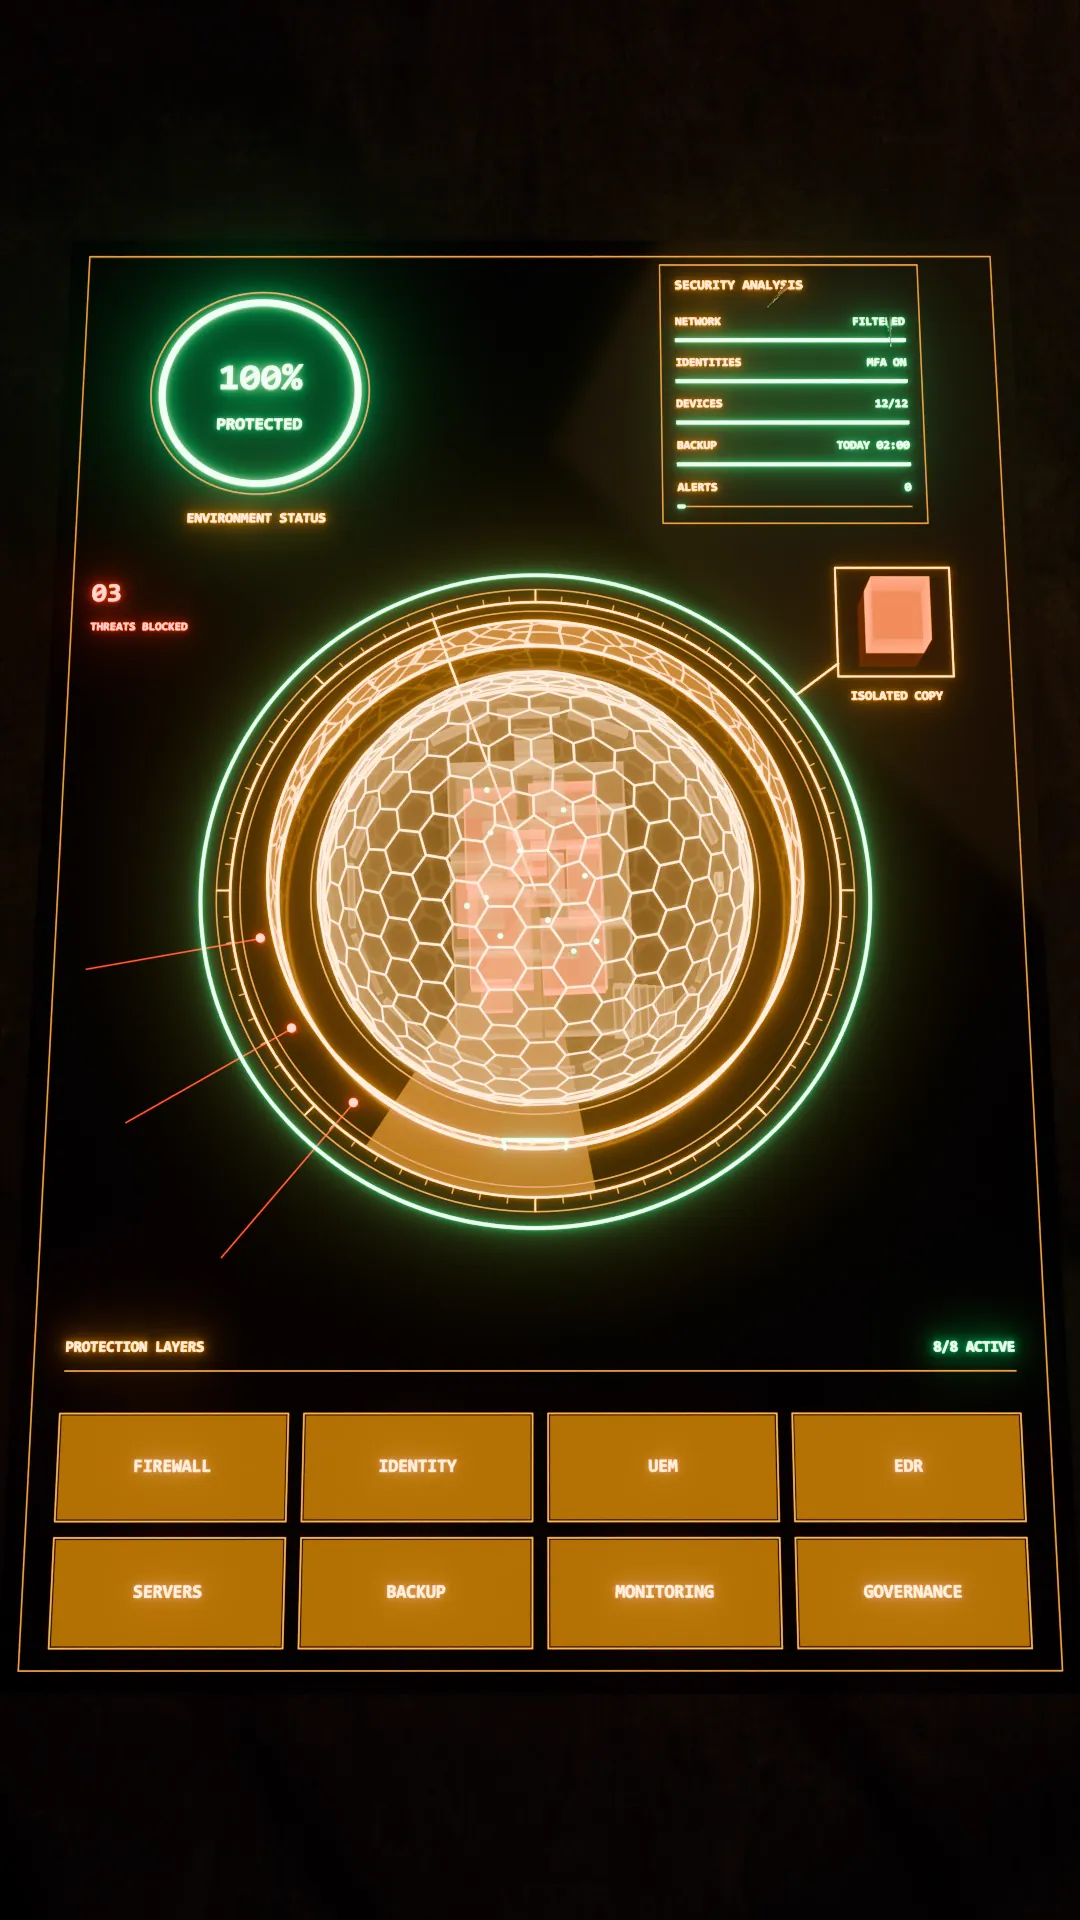 SECURITY ANALYSIS
NETWORK FILTERED
IDENTITIES MFA ON
DEVICES 12/12
BACKUP TODAY 02:00
ALERTS 0
100%
PROTECTED
ENVIRONMENT STATUS
03
THREATS BLOCKED
ISOLATED COPY
PROTECTION LAYERS 8/8 ACTIVE
FIREWALL IDENTITY UEM EDR
SERVERS BACKUP MONITORING GOVERNANCE